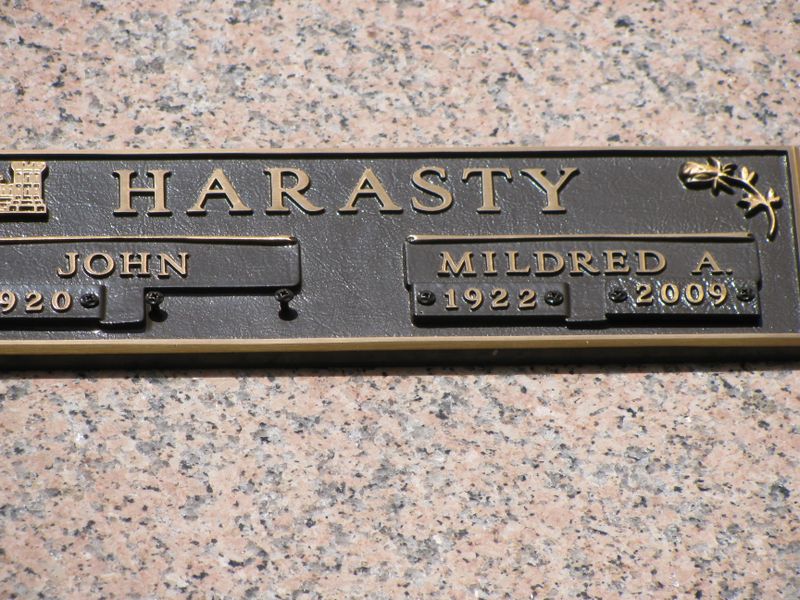 HARASTY
JOHN
MILDRED A.
920
1922
2009